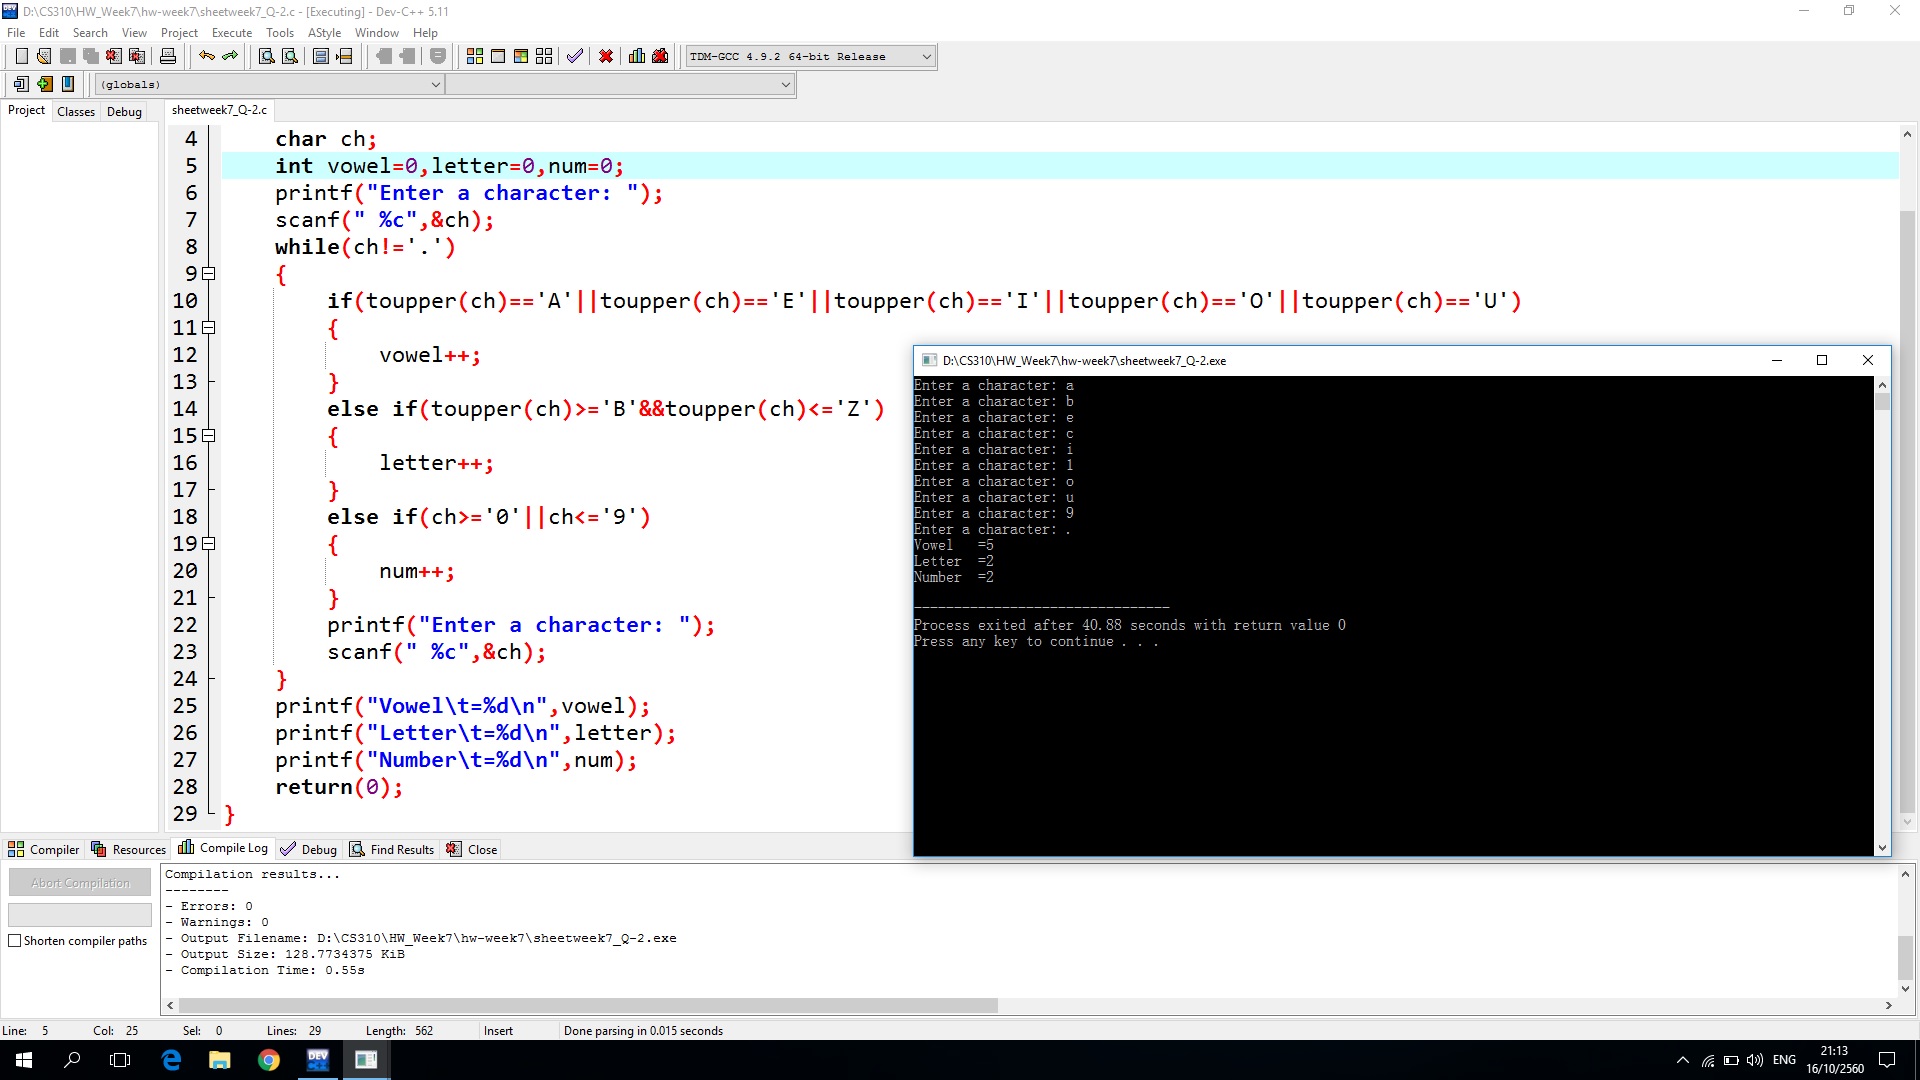 D:\CS310\HW_Week7\hw-week7\sheetweek7_Q-2.c - [Executing] - Dev-C++ 5.11
File Edit Search View Project Execute Tools AStyle Window Help
TDM-GCC 4.9.2 64-bit Release
(globals)
Project Classes Debug
sheetweek7_Q-2.c
4 char ch;
5 int vowel=0,letter=0,num=0;
6 printf("Enter a character: ");
7 scanf(" %c",&ch);
8 while(ch!='.')
9 {
10 if(toupper(ch)=='A'||toupper(ch)=='E'||toupper(ch)=='I'||toupper(ch)=='O'||toupper(ch)=='U')
11 {
12 vowel++;
13 }
14 else if(toupper(ch)>='B'&&toupper(ch)<='Z')
15 {
16 letter++;
17 }
18 else if(ch>='0'||ch<='9')
19 {
20 num++;
21 }
22 printf("Enter a character: ");
23 scanf(" %c",&ch);
24 }
25 printf("Vowel\t=%d\n",vowel);
26 printf("Letter\t=%d\n",letter);
27 printf("Number\t=%d\n",num);
28 return(0);
29 }
D:\CS310\HW_Week7\hw-week7\sheetweek7_Q-2.exe
Enter a character: a
Enter a character: b
Enter a character: e
Enter a character: c
Enter a character: i
Enter a character: 1
Enter a character: o
Enter a character: u
Enter a character: 9
Enter a character: .
Vowel =5
Letter =2
Number =2
--------------------------------
Process exited after 40.88 seconds with return value 0
Press any key to continue . . .
Compiler Resources Compile Log Debug Find Results Close
Abort Compilation
Shorten compiler paths
Compilation results...
--------
- Errors: 0
- Warnings: 0
- Output Filename: D:\CS310\HW_Week7\hw-week7\sheetweek7_Q-2.exe
- Output Size: 128.7734375 KiB
- Compilation Time: 0.55s
Line: 5 Col: 25 Sel: 0 Lines: 29 Length: 562 Insert Done parsing in 0.015 seconds
DEV C++
ENG
21:13
16/10/2560